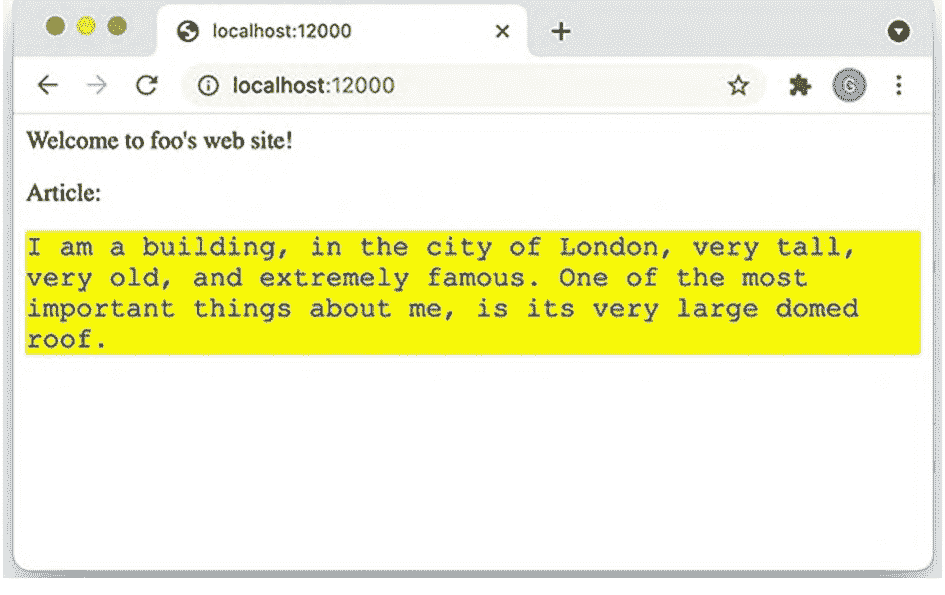 localhost:12000
localhost:12000
G
Welcome to foo's web site!
Article:
I am a building, in the city of London, very tall,
very old, and extremely famous. One of the most
important things about me, is its very large domed
roof.